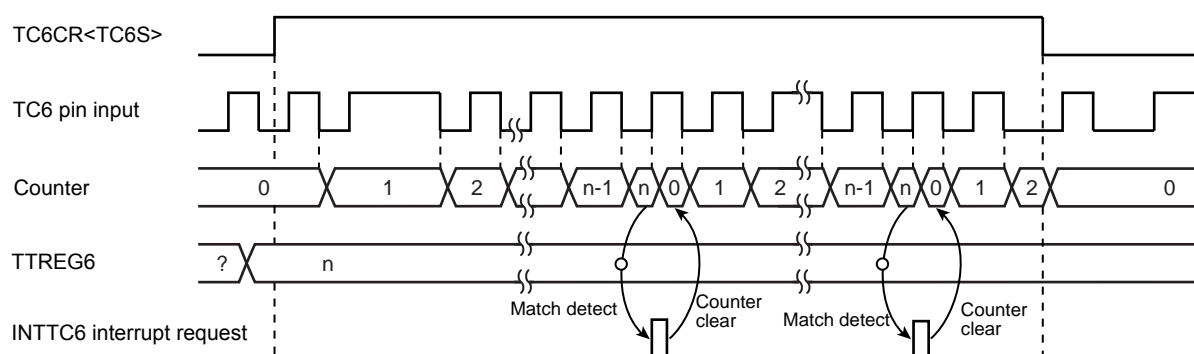 TC6CR<TC6S>
TC6 pin input
Counter
0 1 2 n-1 n 0 1 2 n-1 n 0 1 2 0
TTREG6
? n
Match detect Counter clear Match detect Counter clear
INTTC6 interrupt request